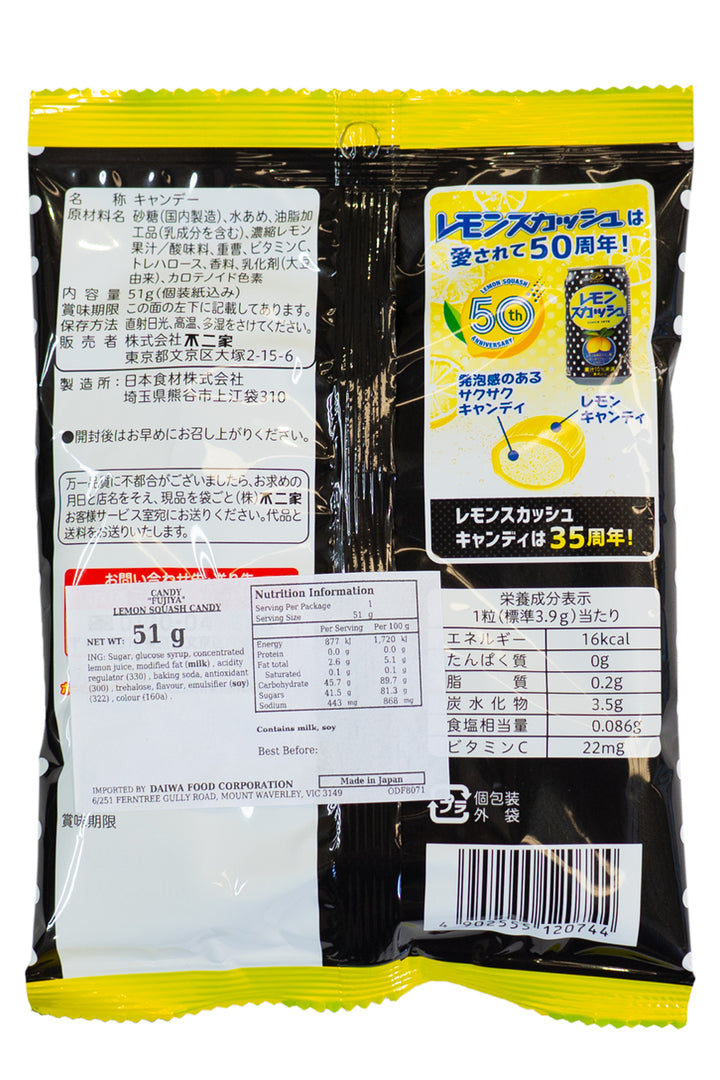 名　　称 キャンデー
原材料名 砂糖(国内製造)、水あめ、油脂加
工品(乳成分を含む)、濃縮レモン
果汁／酸味料、重曹、ビタミンC、
トレハロース、香料、乳化剤(大豆
由来)、カロテノイド色素
内 容 量 51g(個装紙込み)
賞味期限 この面の左下に記載してあります。
保存方法 直射日光、高温、多湿をさけてください。
販 売 者 株式会社 不二家
東京都文京区大塚2-15-6
製 造 所：日本食材株式会社
埼玉県熊谷市上江袋310
●開封後はお早めにお召し上がりください。
万一品質に不都合がございましたら、お求めの
月日と店名をそえ、現品を袋ごと(株)不二家
お客様サービス室宛にお送りください。代品と
送料をお送りいたします。
CANDY
"FUJIYA"
LEMON SQUASH CANDY
NET WT: 51 g
ING: Sugar, glucose syrup, concentrated
lemon juice, modified fat (milk) , acidity
regulator (330) , baking soda, antioxidant
(300) , trehalose, flavour, emulsifier (soy)
(322) , colour (160a) .
Nutrition Information
Serving Per Package 1
Serving Size 51 g
Per Serving Per 100 g
Energy 877 kJ 1,720 kJ
Protein 0.0 g 0.0 g
Fat total 2.6 g 5.1 g
Saturated 0.1 g 0.1 g
Carbohydrate 45.7 g 89.7 g
Sugars 41.5 g 81.3 g
Sodium 443 mg 868 mg
Contains milk, soy
Best Before:
Made in Japan
IMPORTED BY DAIWA FOOD CORPORATION
6/251 FERNTREE GULLY ROAD, MOUNT WAVERLEY, VIC 3149 ODF8071
賞味期限
レモンスカッシュは
愛されて50周年！
LEMON SQUASH
50th
ANNIVERSARY
レモン
スカッシュ
発泡感のある
サクサク
キャンディ
レモン
キャンディ
レモンスカッシュ
キャンディは35周年！
栄養成分表示
1粒(標準3.9g)当たり
エネルギー 16kcal
たんぱく質 0g
脂　　質 0.2g
炭水化物 3.5g
食塩相当量 0.086g
ビタミンC 22mg
プラ
個包装
外　袋
4 902555 120744